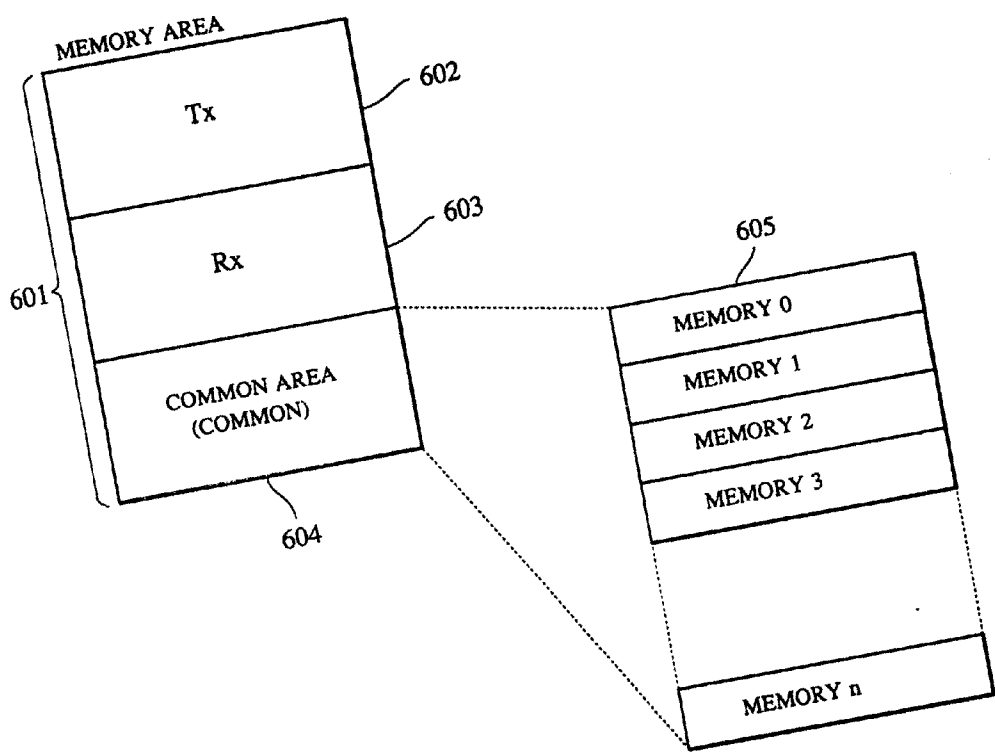 MEMORY AREA
Tx
602
Rx
603
601
COMMON AREA
(COMMON)
604
605
MEMORY 0
MEMORY 1
MEMORY 2
MEMORY 3
MEMORY n